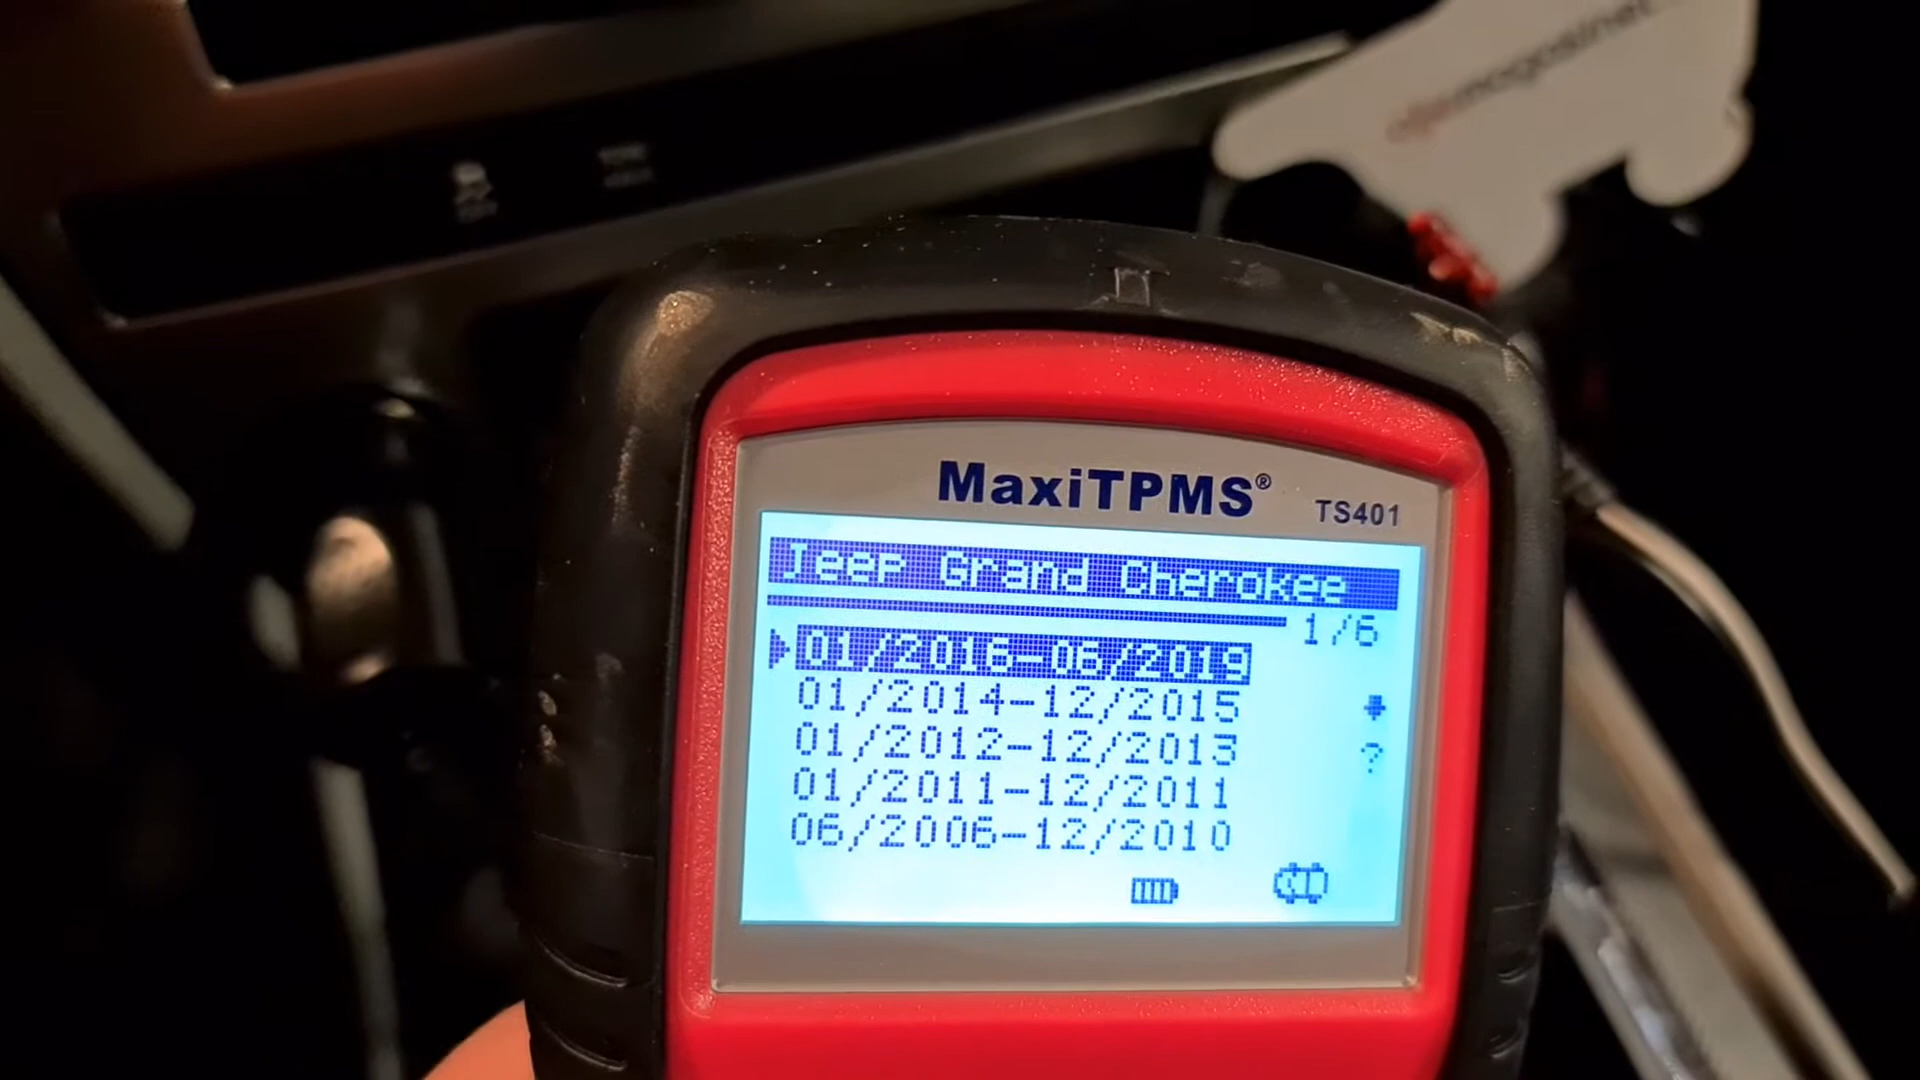 MaxiTPMS®
TS401
Jeep Grand Cherokee
1/6
01/2016-06/2019
01/2014-12/2015
01/2012-12/2013
01/2011-12/2011
?
06/2006-12/2010